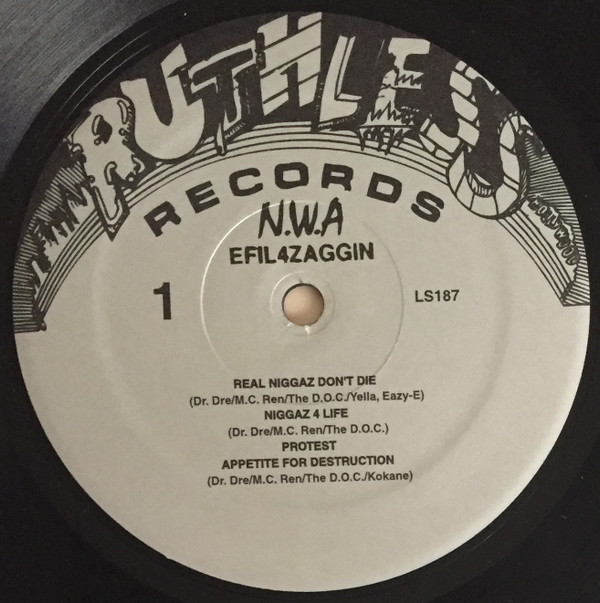 RUTHLESS
RECORDS
HOLLYWOOD
N.W.A
EFIL4ZAGGIN
1
LS187
REAL NIGGAZ DON'T DIE
(Dr. Dre/M.C. Ren/The D.O.C./Yella, Eazy-E)
NIGGAZ 4 LIFE
(Dr. Dre/M.C. Ren/The D.O.C.)
PROTEST
APPETITE FOR DESTRUCTION
(Dr. Dre/M.C. Ren/The D.O.C./Kokane)